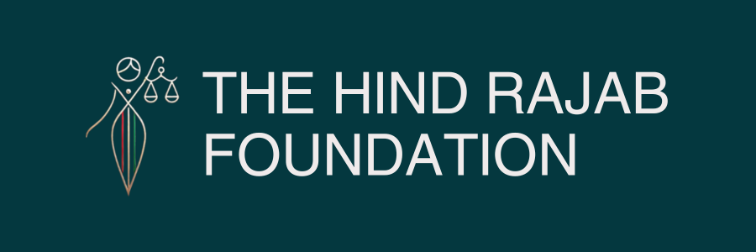 THE HIND RAJAB
FOUNDATION